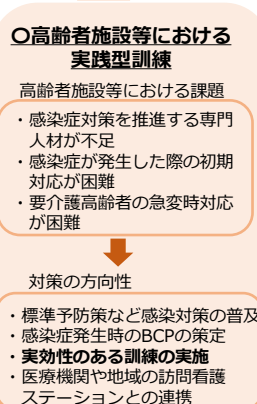 〇高齢者施設等における
実践型訓練
高齢者施設等における課題
・感染症対策を推進する専門
人材が不足
・感染症が発生した際の初期
対応が困難
・要介護高齢者の急変時対応
が困難
対策の方向性
・標準予防策など感染対策の普及
・感染症発生時のBCPの策定
・実効性のある訓練の実施
・医療機関や地域の訪問看護
ステーションとの連携